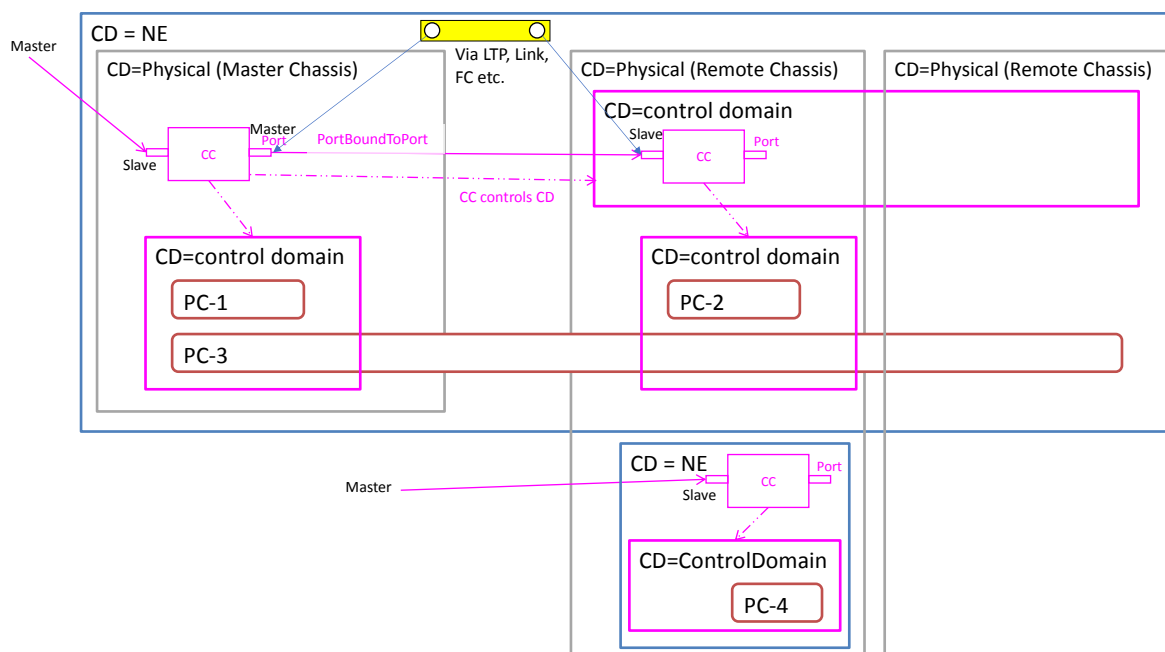 CD = NE
Master
Via LTP, Link,
FC etc.
CD=Physical (Master Chassis)
CD=Physical (Remote Chassis)
CD=Physical (Remote Chassis)
CD=control domain
Master
Port
PortBoundToPort
Slave
CC
Slave
CC
Port
CC controls CD
CD=control domain
PC-1
CD=control domain
PC-2
PC-3
CD = NE
Port
Master
Slave
CC
CD=ControlDomain
PC-4